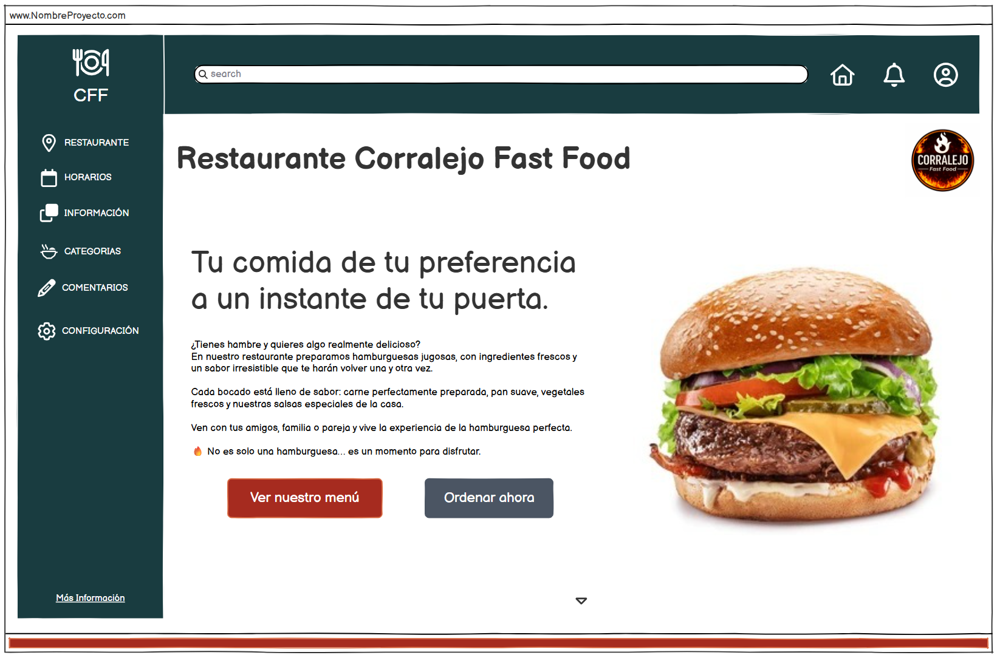 www.NombreProyecto.com
CFF
search
RESTAURANTE
HORARIOS
INFORMACIÓN
CATEGORIAS
COMENTARIOS
CONFIGURACIÓN
Más Información
Restaurante Corralejo Fast Food
CORRALEJO
Fast Food
Tu comida de tu preferencia
a un instante de tu puerta.
¿Tienes hambre y quieres algo realmente delicioso?
En nuestro restaurante preparamos hamburguesas jugosas, con ingredientes frescos y
un sabor irresistible que te harán volver una y otra vez.
Cada bocado está lleno de sabor: carne perfectamente preparada, pan suave, vegetales
frescos y nuestras salsas especiales de la casa.
Ven con tus amigos, familia o pareja y vive la experiencia de la hamburguesa perfecta.
🔥 No es solo una hamburguesa... es un momento para disfrutar.
Ver nuestro menú
Ordenar ahora